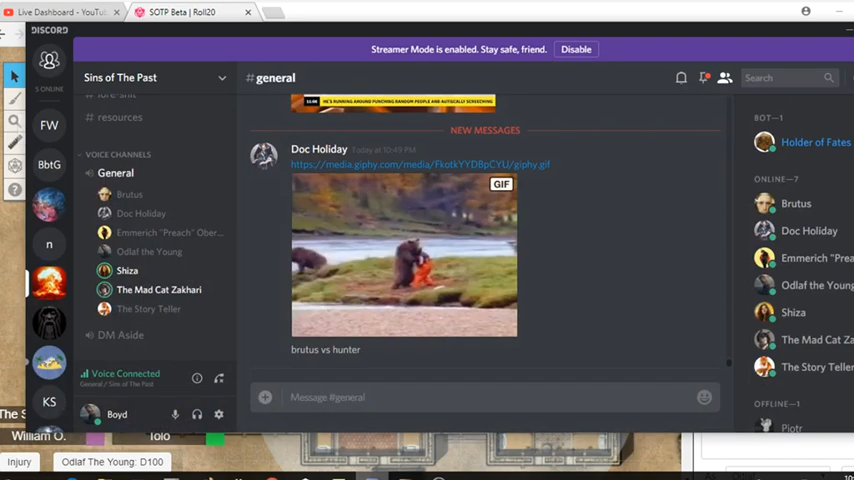 Live Dashboard - YouTu
SOTP Beta | Roll20
DISCORD
Streamer Mode is enabled. Stay safe, friend.
Disable
5 ONLINE
FW
BbtG
n
KS
Sins of The Past
resources
VOICE CHANNELS
General
Brutus
Doc Holiday
Emmerich "Preach" Ober...
Odlaf the Young
Shiza
The Mad Cat Zakhari
The Story Teller
DM Aside
Voice Connected
General / Sins of The Past
Boyd
#general
Search
HE'S RUNNING AROUND PUNCHING RANDOM PEOPLE AND AUTISTICALLY SCREECHING
NEW MESSAGES
Doc Holiday Today at 10:49 PM
https://media.giphy.com/media/FkotkYYDBpCYU/giphy.gif
GIF
brutus vs hunter
Message #general
BOT—1
Holder of Fates
ONLINE—7
Brutus
Doc Holiday
Emmerich "Preac
Odlaf the Young
Shiza
The Mad Cat Zak
The Story Teller
OFFLINE—1
Piotr
The S
William O.
Tolo
Injury
Odlaf The Young: D100